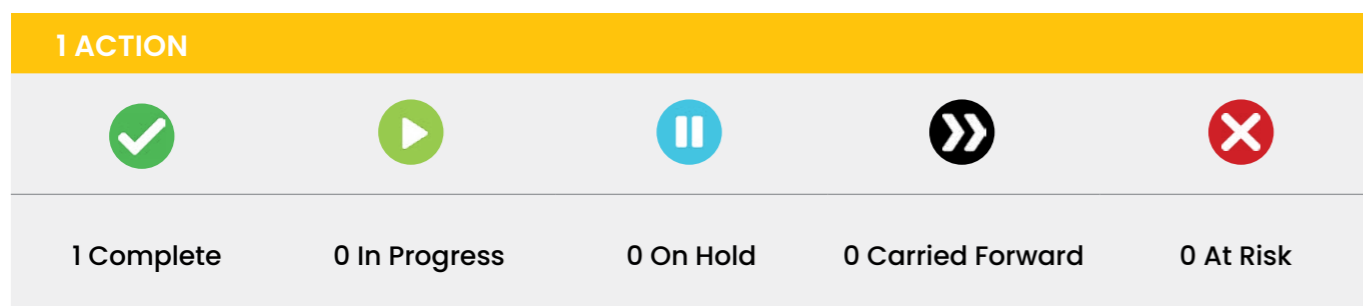 1 ACTION
1 Complete 0 In Progress 0 On Hold 0 Carried Forward 0 At Risk